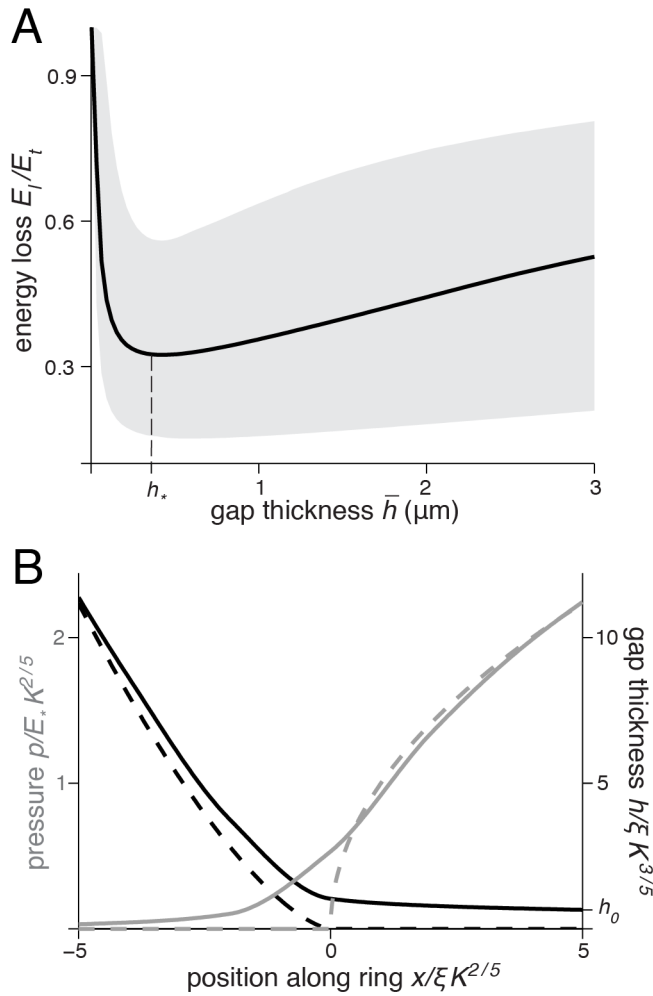 A
energy loss E_l/E_t
0.9
0.6
0.3
h_*
1
2
3
gap thickness h̄ (μm)
B
pressure p/E_* K^{2/5}
2
1
gap thickness h/ξ K^{3/5}
10
5
h_0
−5
0
5
position along ring x/ξ K^{2/5}